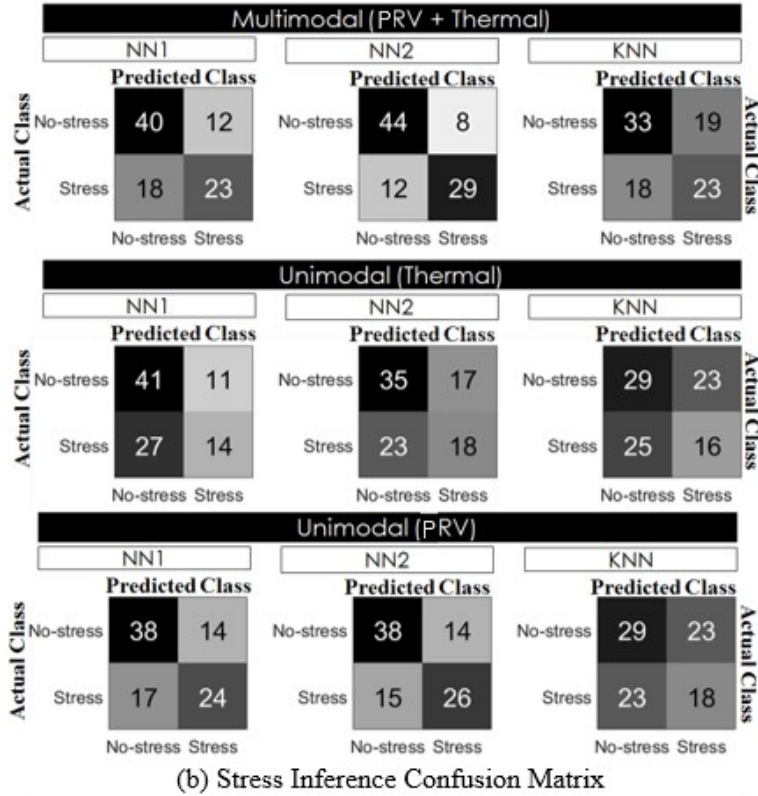 Multimodal (PRV + Thermal)
NN1 NN2 KNN
Predicted Class Predicted Class Predicted Class
Actual Class
No-stress 40 12 No-stress 44 8 No-stress 33 19
Stress 18 23 Stress 12 29 Stress 18 23
Actual Class
No-stress Stress No-stress Stress No-stress Stress
Unimodal (Thermal)
NN1 NN2 KNN
Predicted Class Predicted Class Predicted Class
Actual Class
No-stress 41 11 No-stress 35 17 No-stress 29 23
Stress 27 14 Stress 23 18 Stress 25 16
Actual Class
No-stress Stress No-stress Stress No-stress Stress
Unimodal (PRV)
NN1 NN2 KNN
Predicted Class Predicted Class Predicted Class
Actual Class
No-stress 38 14 No-stress 38 14 No-stress 29 23
Stress 17 24 Stress 15 26 Stress 23 18
Actual Class
No-stress Stress No-stress Stress No-stress Stress
(b) Stress Inference Confusion Matrix